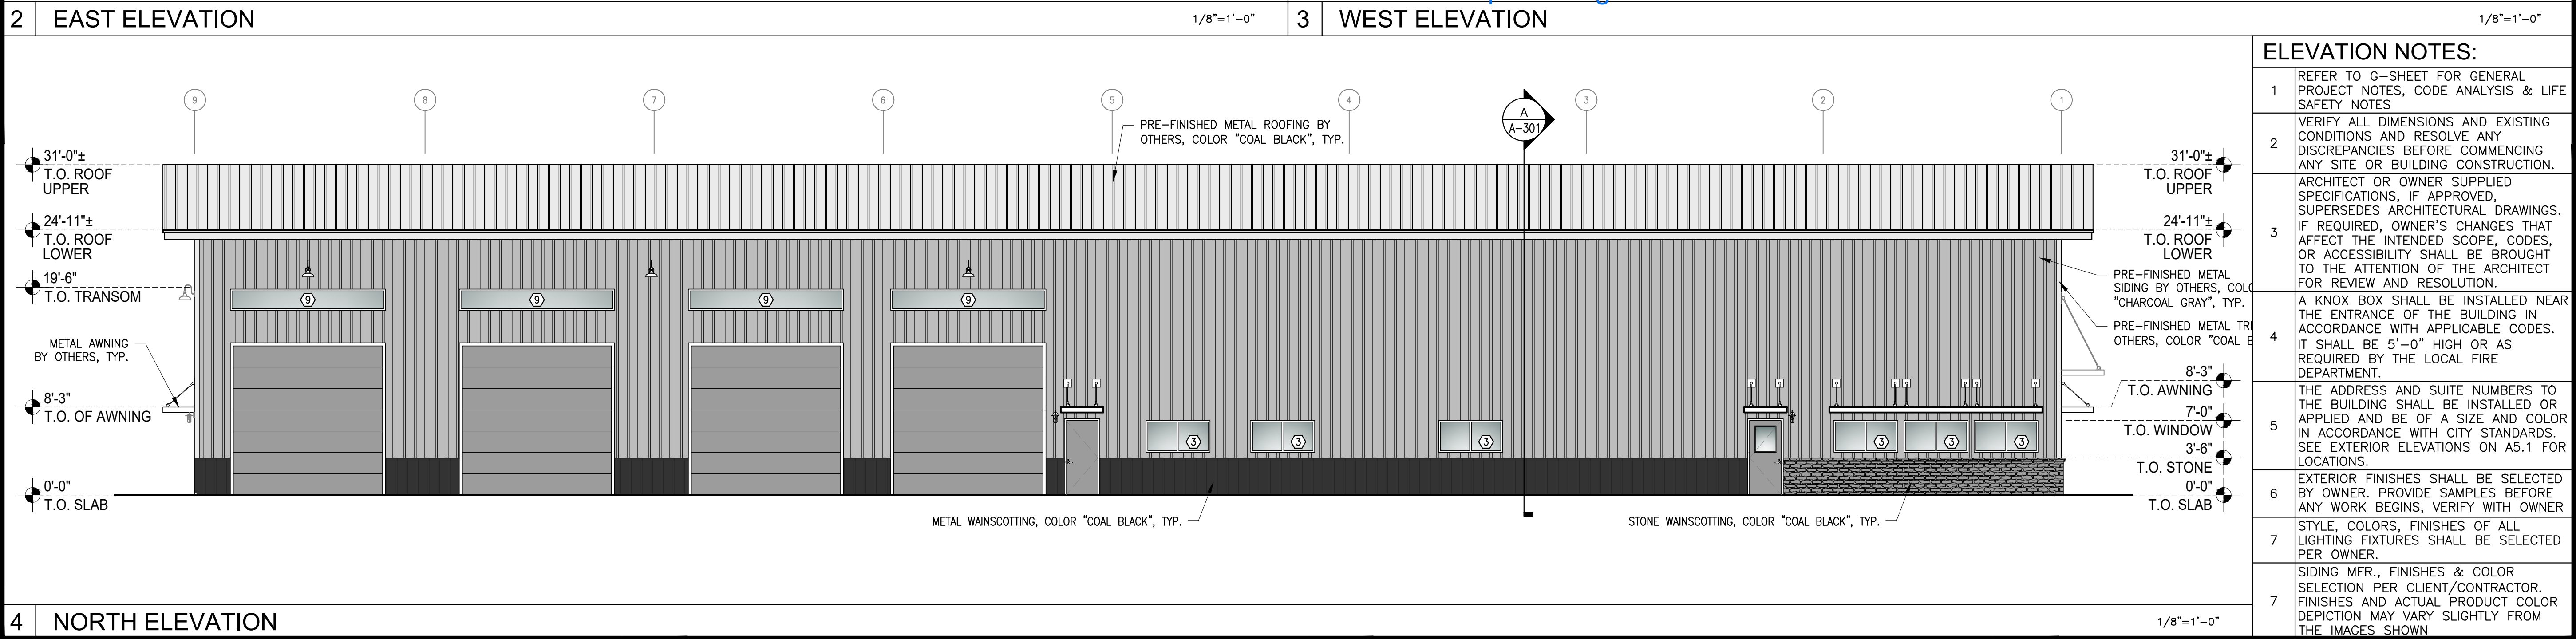 2 EAST ELEVATION 1/8"=1'-0"
3 WEST ELEVATION 1/8"=1'-0"
9 8 7 6 5 4 3 2 1
A
A-301
PRE-FINISHED METAL ROOFING BY
OTHERS, COLOR "COAL BLACK", TYP.
31'-0"±
T.O. ROOF
UPPER
24'-11"±
T.O. ROOF
LOWER
19'-6"
T.O. TRANSOM
METAL AWNING
BY OTHERS, TYP.
8'-3"
T.O. OF AWNING
0'-0"
T.O. SLAB
9 9 9 9
3 3 3 3 3 3
METAL WAINSCOTTING, COLOR "COAL BLACK", TYP.
STONE WAINSCOTTING, COLOR "COAL BLACK", TYP.
31'-0"±
T.O. ROOF
UPPER
24'-11"±
T.O. ROOF
LOWER
PRE-FINISHED METAL
SIDING BY OTHERS,
"CHARCOAL GRAY", TYP.
PRE-FINISHED METAL
OTHERS, COLOR "COAL
8'-3"
T.O. AWNING
7'-0"
T.O. WINDOW
3'-6"
T.O. STONE
0'-0"
T.O. SLAB
4 NORTH ELEVATION 1/8"=1'-0"
ELEVATION NOTES:
1 REFER TO G-SHEET FOR GENERAL
PROJECT NOTES, CODE ANALYSIS & LIFE
SAFETY NOTES
2 VERIFY ALL DIMENSIONS AND EXISTING
CONDITIONS AND RESOLVE ANY
DISCREPANCIES BEFORE COMMENCING
ANY SITE OR BUILDING CONSTRUCTION.
3 ARCHITECT OR OWNER SUPPLIED
SPECIFICATIONS, IF APPROVED,
SUPERSEDES ARCHITECTURAL DRAWINGS.
IF REQUIRED, OWNER'S CHANGES THAT
AFFECT THE INTENDED SCOPE, CODES,
OR ACCESSIBILITY SHALL BE BROUGHT
TO THE ATTENTION OF THE ARCHITECT
FOR REVIEW AND RESOLUTION.
4 A KNOX BOX SHALL BE INSTALLED NEAR
THE ENTRANCE OF THE BUILDING IN
ACCORDANCE WITH APPLICABLE CODES.
IT SHALL BE 5'-0" HIGH OR AS
REQUIRED BY THE LOCAL FIRE
DEPARTMENT.
5 THE ADDRESS AND SUITE NUMBERS TO
THE BUILDING SHALL BE INSTALLED OR
APPLIED AND BE OF A SIZE AND COLOR
IN ACCORDANCE WITH CITY STANDARDS.
SEE EXTERIOR ELEVATIONS ON A5.1 FOR
LOCATIONS.
6 EXTERIOR FINISHES SHALL BE SELECTED
BY OWNER. PROVIDE SAMPLES BEFORE
ANY WORK BEGINS, VERIFY WITH OWNER
7 STYLE, COLORS, FINISHES OF ALL
LIGHTING FIXTURES SHALL BE SELECTED
PER OWNER.
7 SIDING MFR., FINISHES & COLOR
SELECTION PER CLIENT/CONTRACTOR.
FINISHES AND ACTUAL PRODUCT COLOR
DEPICTION MAY VARY SLIGHTLY FROM
THE IMAGES SHOWN